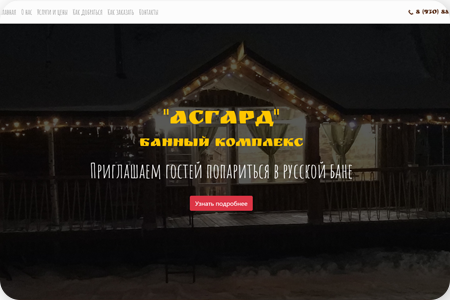 Главная О нас Услуги и цены Как добраться Как заказать Контакты 8 (930) 88
"АСГАРД"
БАННЫЙ КОМПЛЕКС
Приглашаем гостей попариться в русской бане
Узнать подробнее